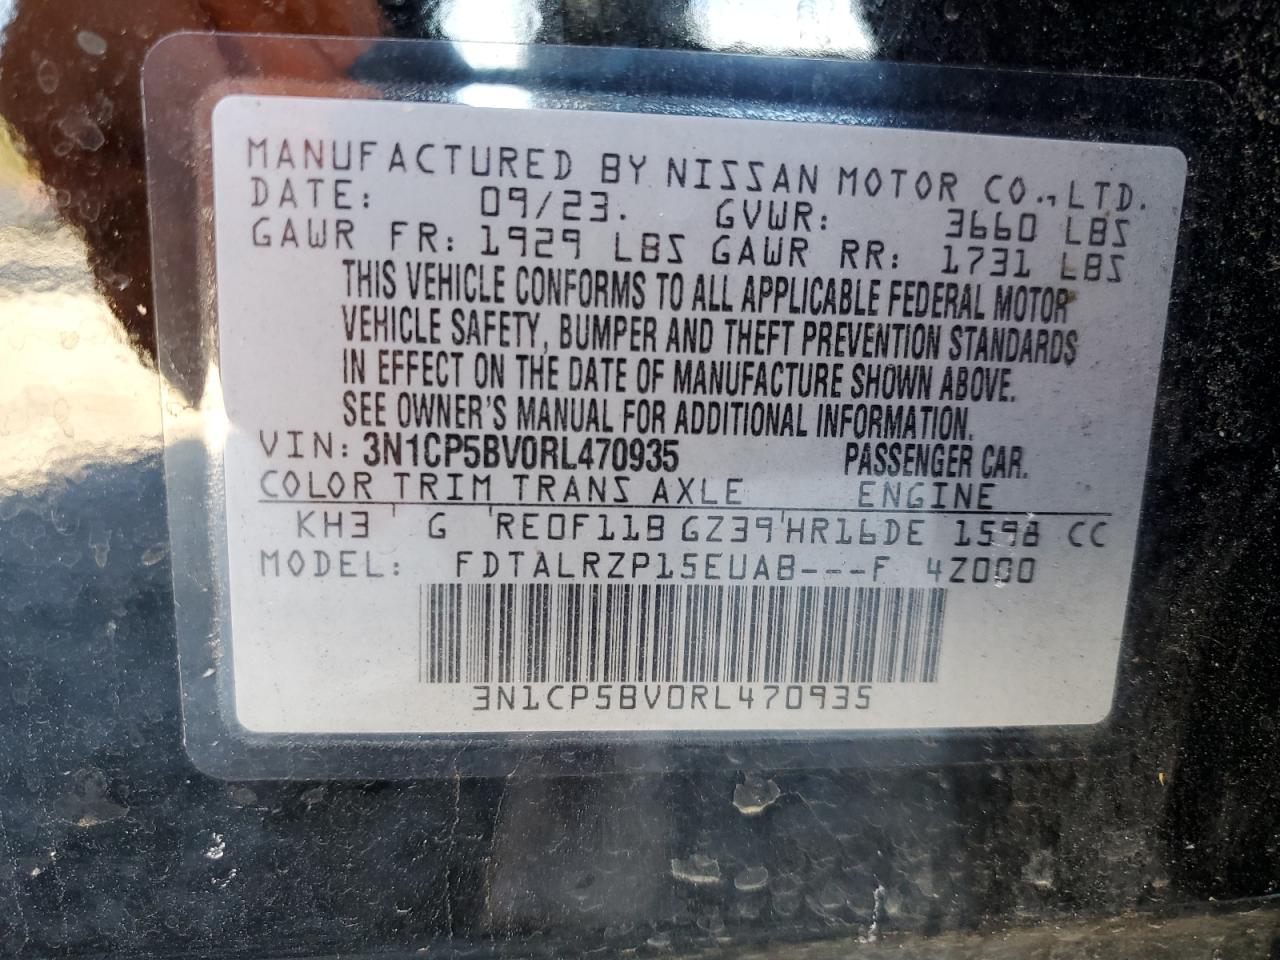 MANUFACTURED BY NISSAN MOTOR CO., LTD.
DATE: 09/23. GVWR: 3660 LBS
GAWR FR: 1929 LBS GAWR RR: 1731 LBS
THIS VEHICLE CONFORMS TO ALL APPLICABLE FEDERAL MOTOR
VEHICLE SAFETY, BUMPER AND THEFT PREVENTION STANDARDS
IN EFFECT ON THE DATE OF MANUFACTURE SHOWN ABOVE.
SEE OWNER'S MANUAL FOR ADDITIONAL INFORMATION.
VIN: 3N1CP5BV0RL470935 PASSENGER CAR.
COLOR TRIM TRANS AXLE ENGINE
KH3 ' G 'RE0F11B GZ39'HR16DE 1598 CC
MODEL: FDTALRZP15EUAB---F 4Z000
3N1CP5BV0RL470935